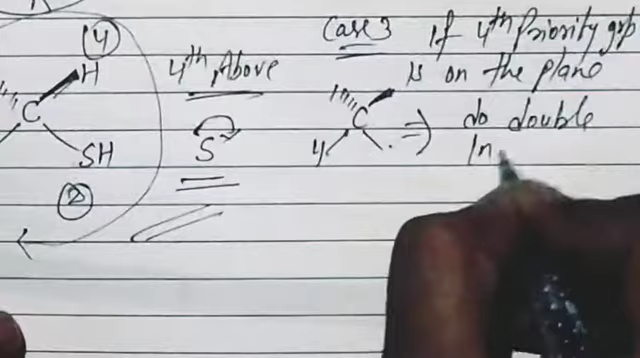 4
H
C
SH
2
4th Above
S
Case 3 If 4th Priority grp
is on the plane
C
4
do double
In